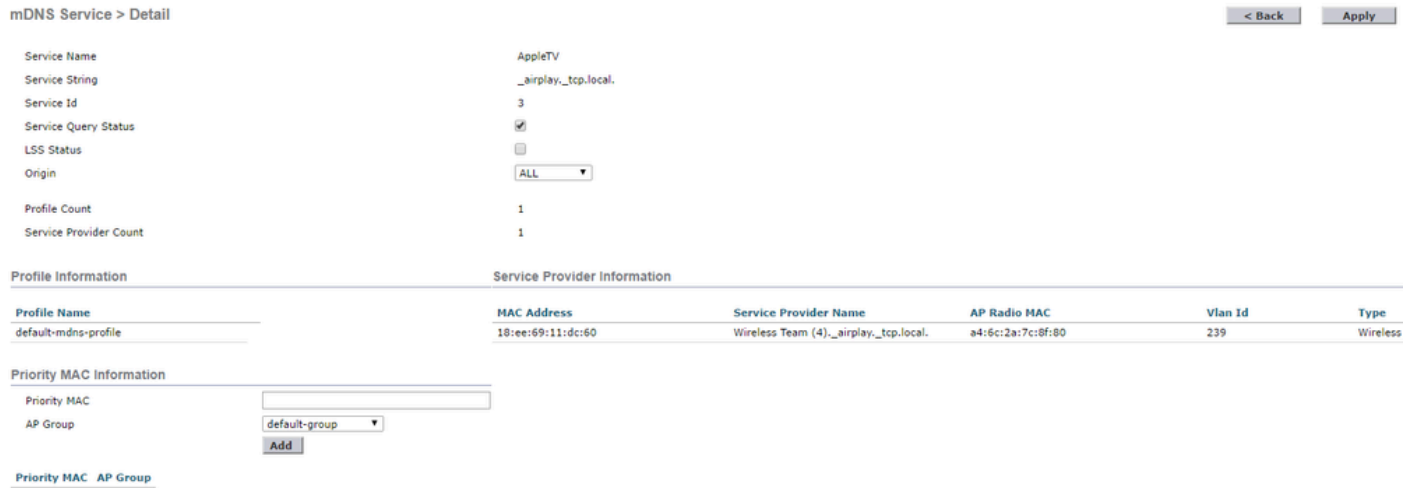 mDNS Service > Detail
< Back Apply
Service Name AppleTV
Service String _airplay._tcp.local.
Service Id 3
Service Query Status
LSS Status
Origin ALL
Profile Count 1
Service Provider Count 1
Profile Information
Profile Name
default-mdns-profile
Service Provider Information
MAC Address Service Provider Name AP Radio MAC Vlan Id Type
18:ee:69:11:dc:60 Wireless Team (4)._airplay._tcp.local. a4:6c:2a:7c:8f:80 239 Wireless
Priority MAC Information
Priority MAC
AP Group default-group
Add
Priority MAC AP Group